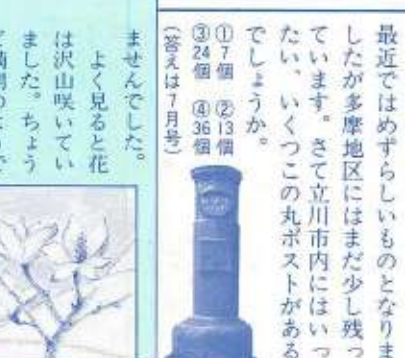 最近ではめずらしいものとなりま
したが多摩地区にはまだ少し残っ
ています。さて立川市内にはいっ
たい、いくつこの丸ポストがある
でしょうか。
①7個 ②13個
③24個 ④36個
(答えは7月号)
ませんでした。
よく見ると花
は沢山咲いてい
ました。ちょう